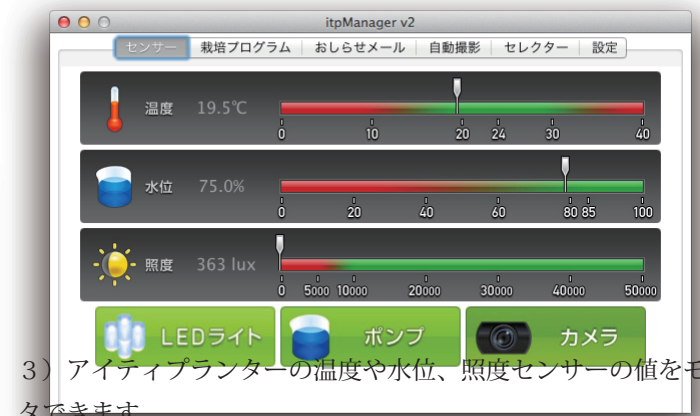 itpManager v2
センサー 栽培プログラム おしらせメール 自動撮影 セレクター 設定
温度 19.5℃
0 10 20 24 30 40
水位 75.0%
0 20 40 60 80 85 100
照度 363 lux
0 5000 10000 20000 30000 40000 50000
LEDライト ポンプ カメラ
3）アイティプランターの温度や水位、照度センサーの値をモ
タできます